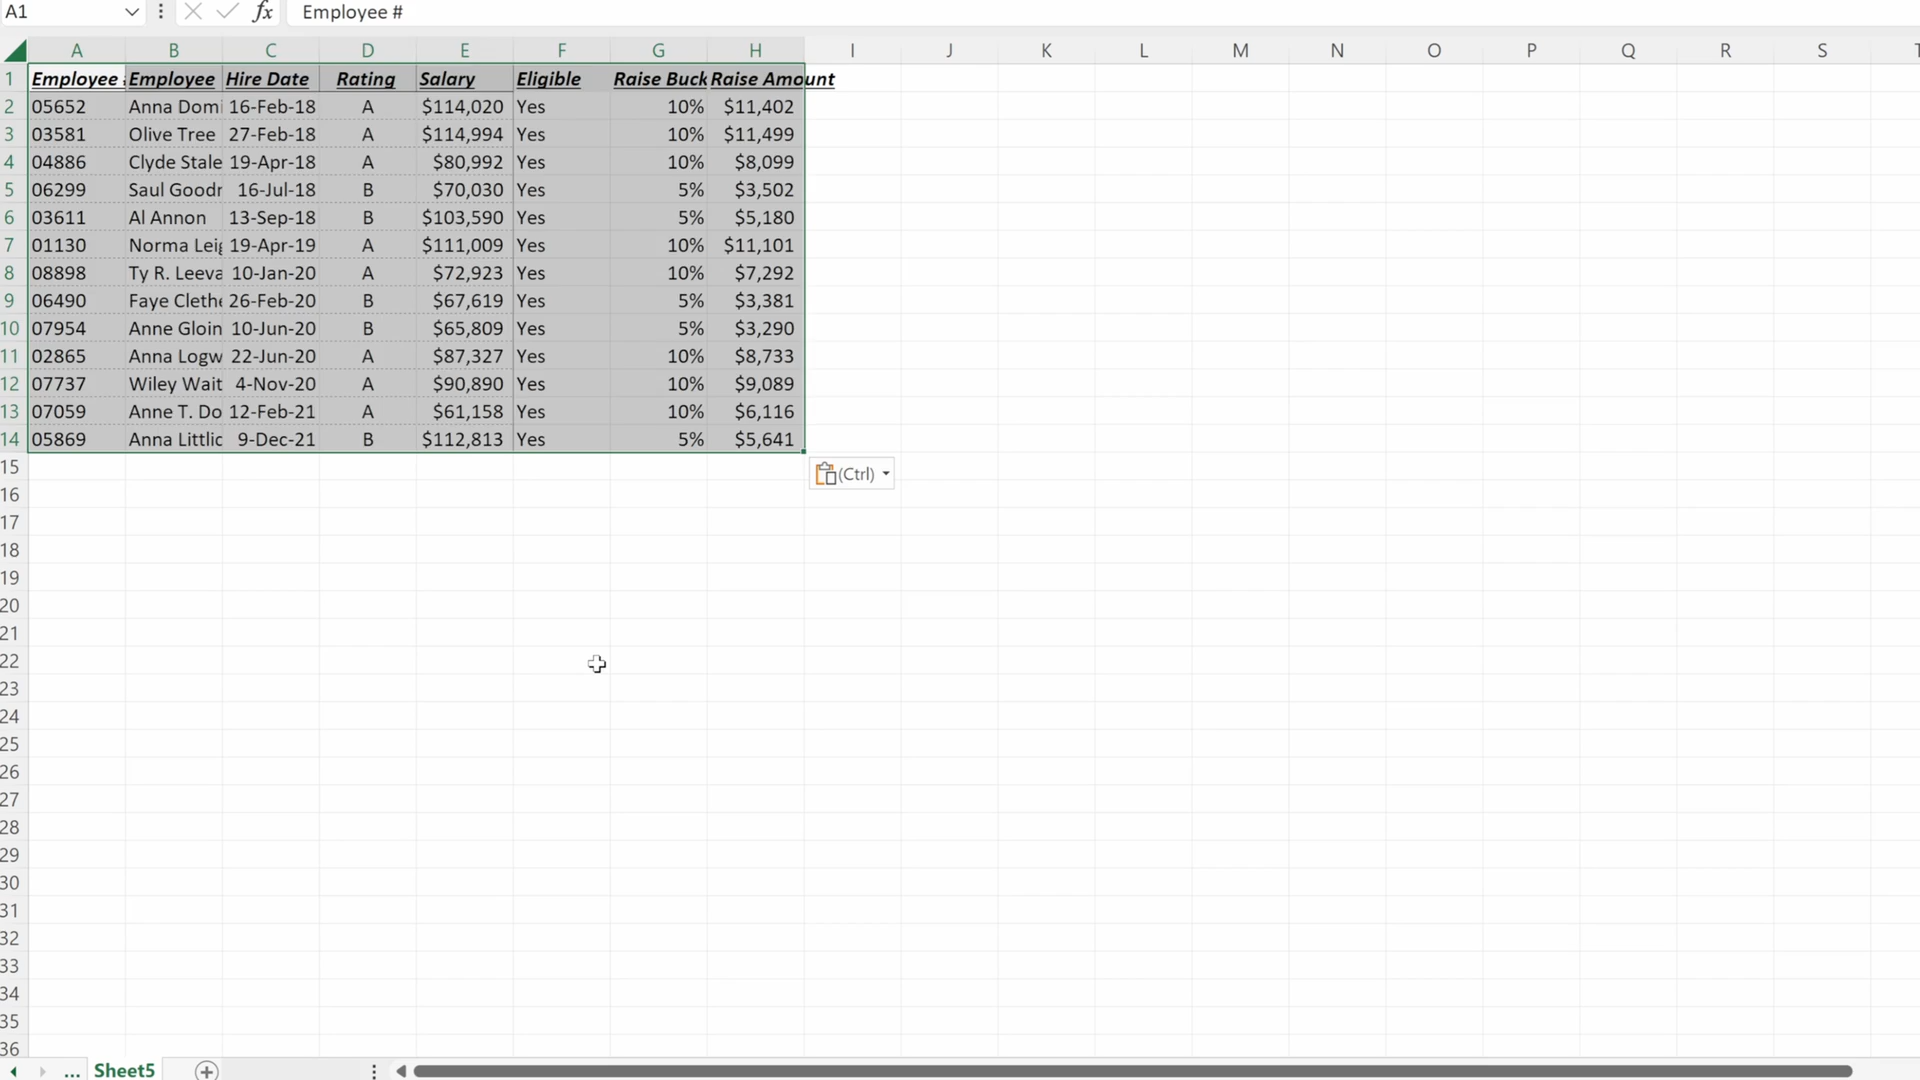 A1 fx Employee #
A B C D E F G H I J K L M N O P Q R S T
1 Employee Employee Hire Date Rating Salary Eligible Raise Buck Raise Amount
2 05652 Anna Domi 16-Feb-18 A $114,020 Yes 10% $11,402
3 03581 Olive Tree 27-Feb-18 A $114,994 Yes 10% $11,499
4 04886 Clyde Stale 19-Apr-18 A $80,992 Yes 10% $8,099
5 06299 Saul Goodr 16-Jul-18 B $70,030 Yes 5% $3,502
6 03611 Al Annon 13-Sep-18 B $103,590 Yes 5% $5,180
7 01130 Norma Leig 19-Apr-19 A $111,009 Yes 10% $11,101
8 08898 Ty R. Leeva 10-Jan-20 A $72,923 Yes 10% $7,292
9 06490 Faye Clethe 26-Feb-20 B $67,619 Yes 5% $3,381
10 07954 Anne Gloin 10-Jun-20 B $65,809 Yes 5% $3,290
11 02865 Anna Logw 22-Jun-20 A $87,327 Yes 10% $8,733
12 07737 Wiley Wait 4-Nov-20 A $90,890 Yes 10% $9,089
13 07059 Anne T. Do 12-Feb-21 A $61,158 Yes 10% $6,116
14 05869 Anna Littlic 9-Dec-21 B $112,813 Yes 5% $5,641
15 (Ctrl)
16
17
18
19
20
21
22
23
24
25
26
27
28
29
30
31
32
33
34
35
36
... Sheet5